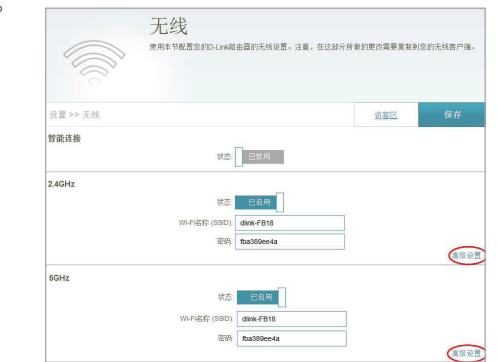 无线
使用本节配置您的D-Link路由器的无线设置。注意，在这部分所做的更改需要复制到您的无线客户端。
设置 >> 无线
访客区
保存
智能连接
状态: 已禁用
2.4GHz
状态: 已启用
Wi-Fi名称 (SSID): dlink-FB18
密码: fba389ee4a
高级设置
5GHz
状态: 已启用
Wi-Fi名称 (SSID): dlink-FB18
密码: fba389ee4a
高级设置